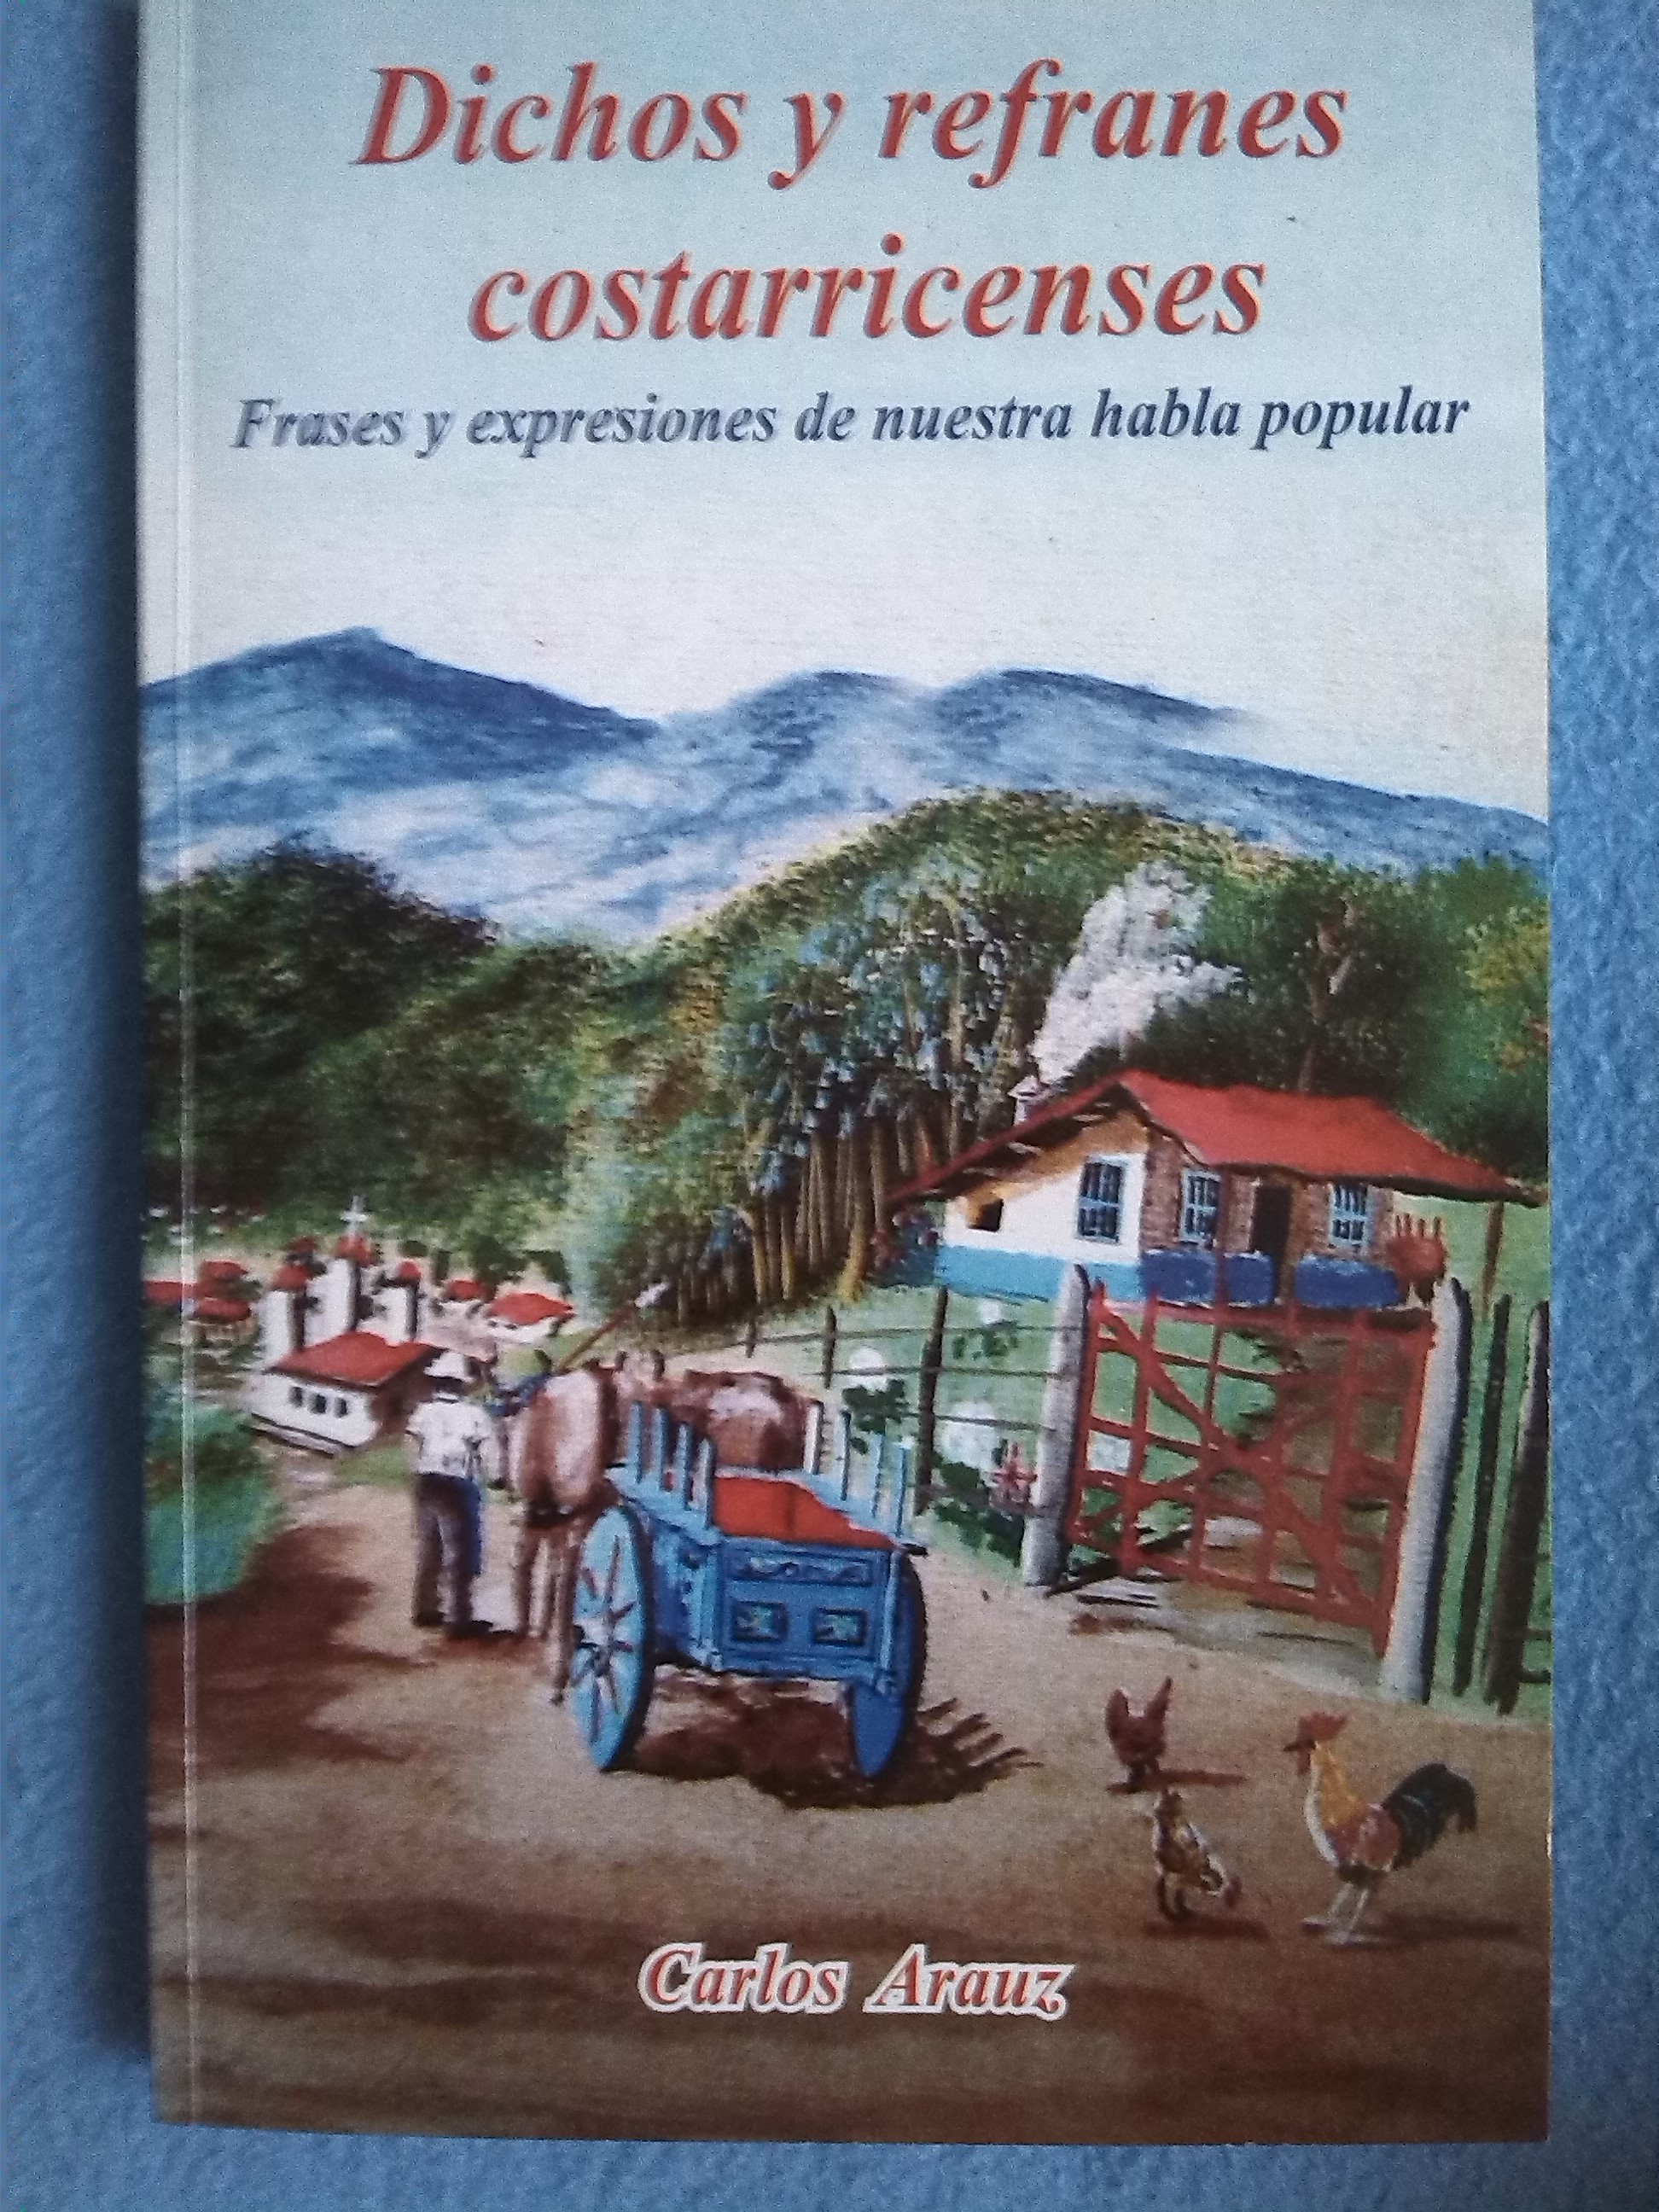 Dichos y refranes
costarricenses
Frases y expresiones de nuestra habla popular
Carlos Arauz